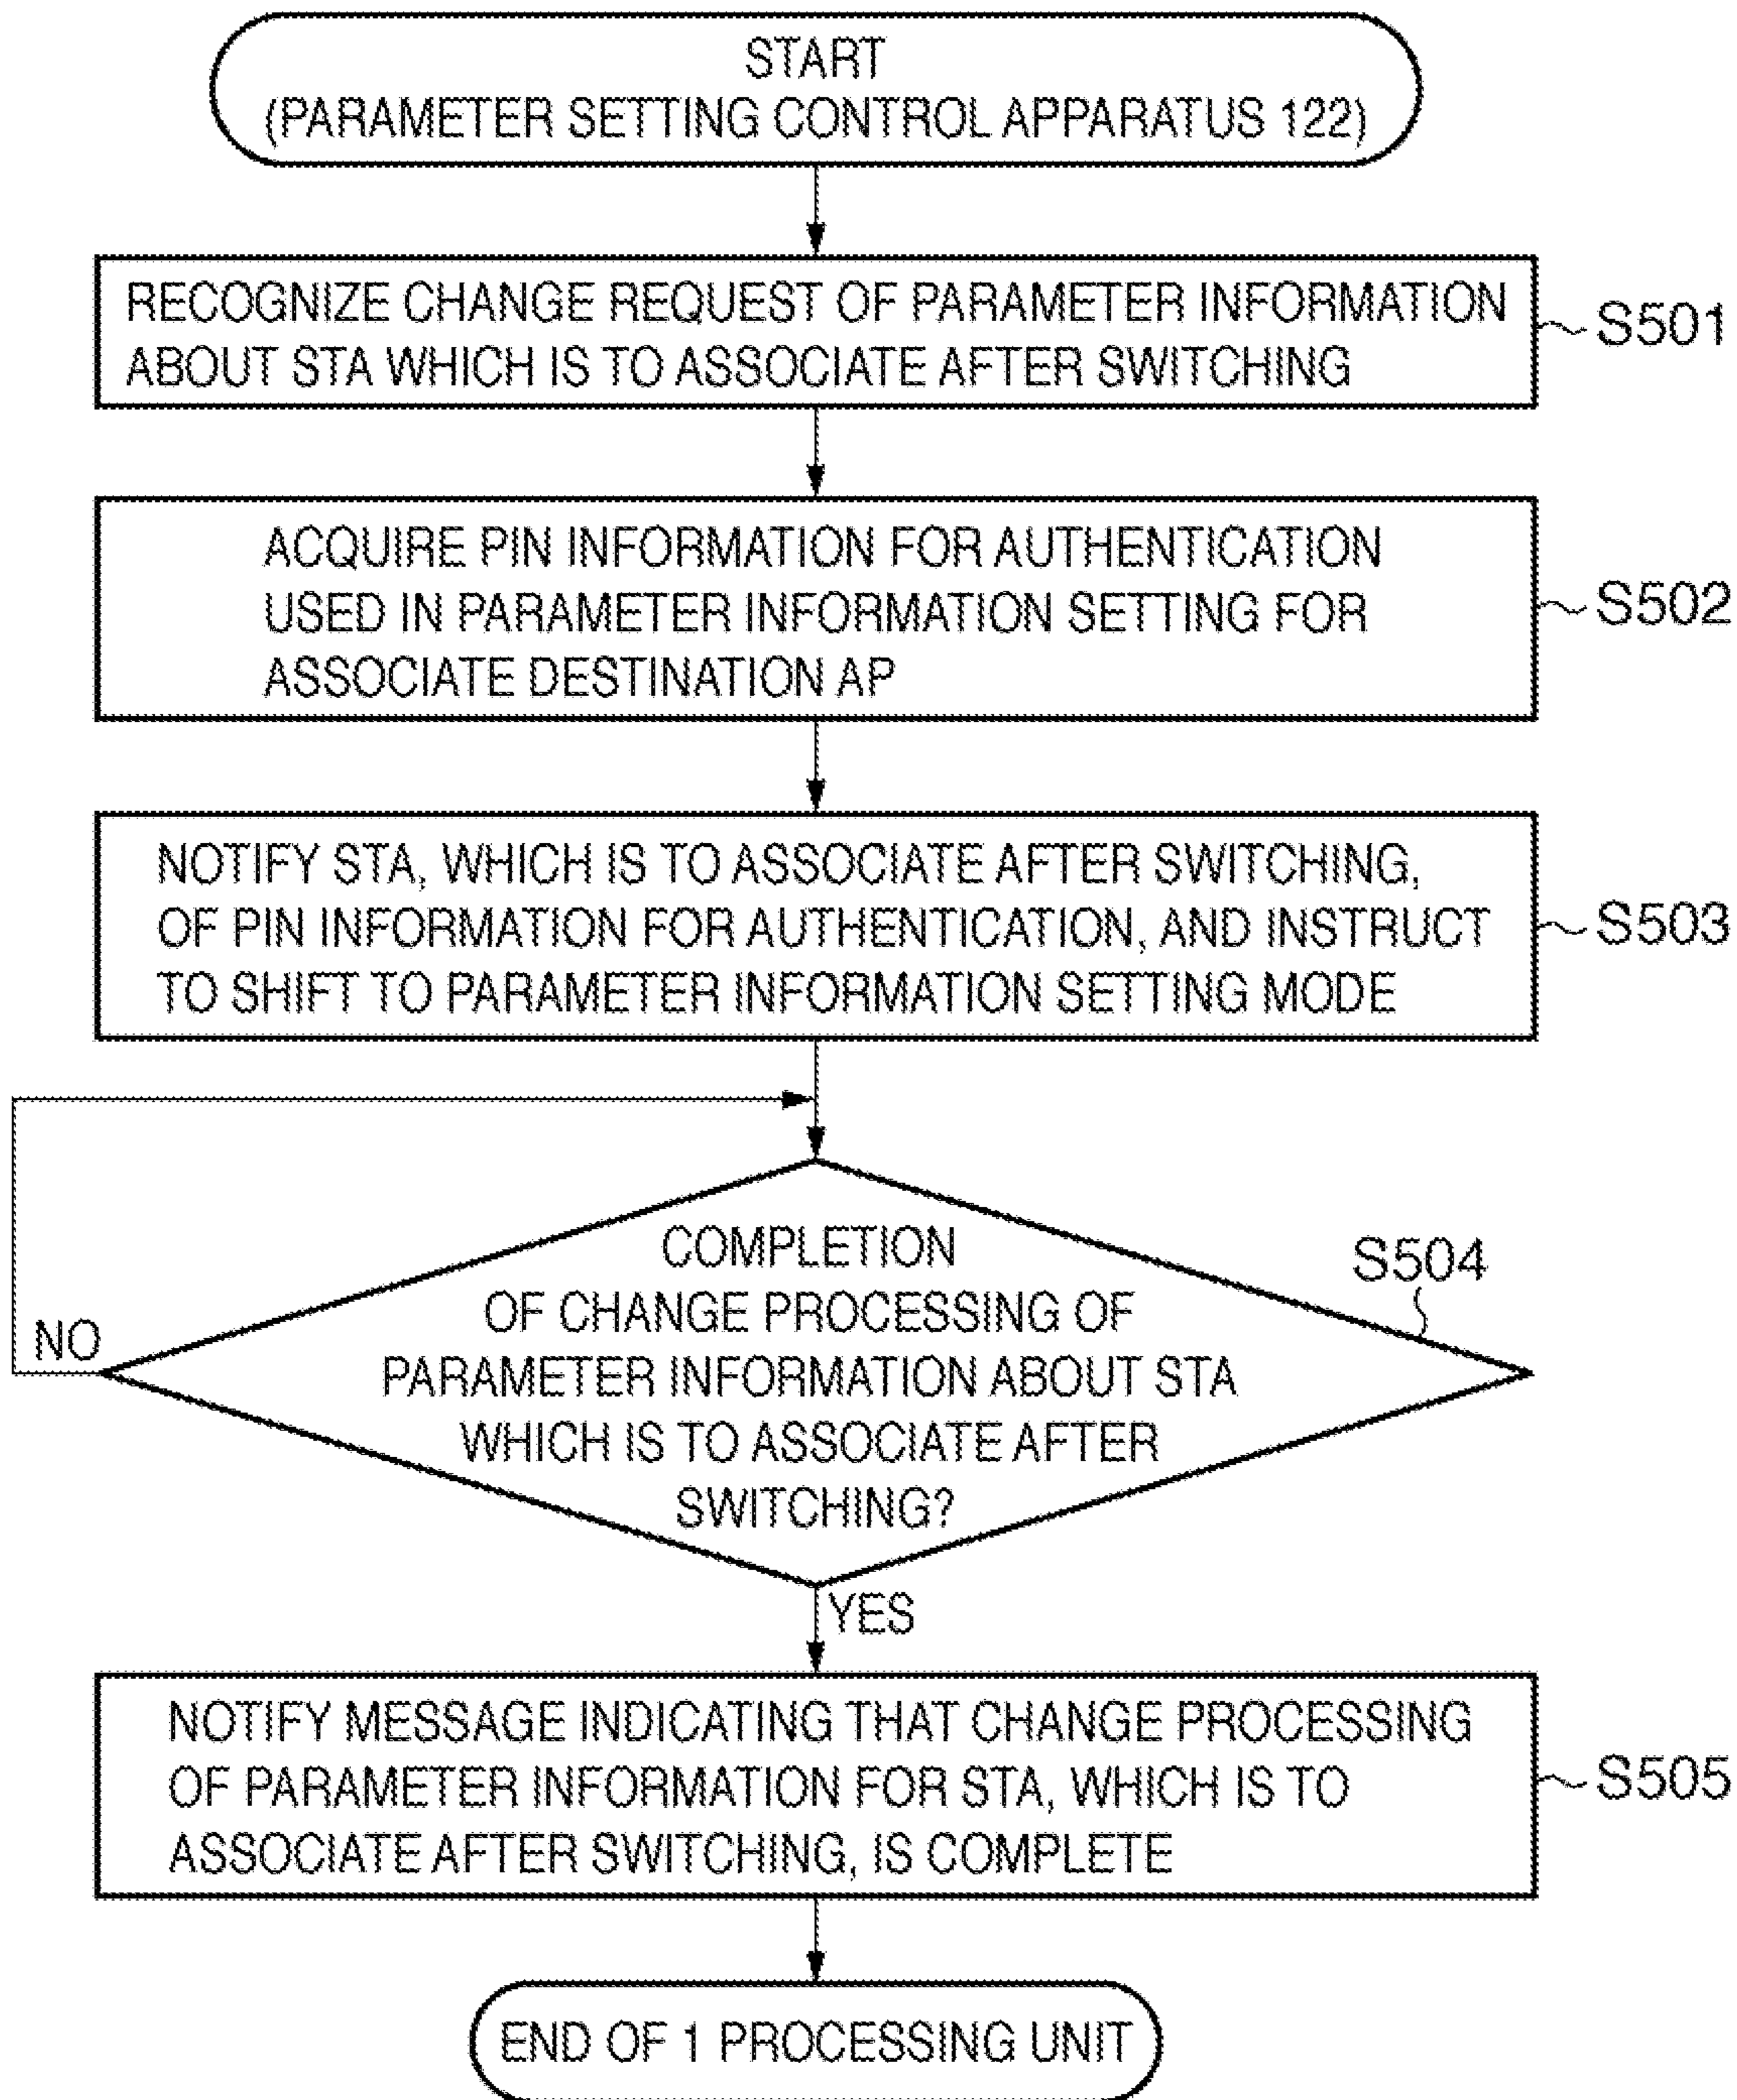 START
(PARAMETER SETTING CONTROL APPARATUS 122)
RECOGNIZE CHANGE REQUEST OF PARAMETER INFORMATION
ABOUT STA WHICH IS TO ASSOCIATE AFTER SWITCHING
S501
ACQUIRE PIN INFORMATION FOR AUTHENTICATION
USED IN PARAMETER INFORMATION SETTING FOR
ASSOCIATE DESTINATION AP
S502
NOTIFY STA, WHICH IS TO ASSOCIATE AFTER SWITCHING,
OF PIN INFORMATION FOR AUTHENTICATION, AND INSTRUCT
TO SHIFT TO PARAMETER INFORMATION SETTING MODE
S503
COMPLETION
OF CHANGE PROCESSING OF
PARAMETER INFORMATION ABOUT STA
WHICH IS TO ASSOCIATE AFTER
SWITCHING?
S504
NO
YES
NOTIFY MESSAGE INDICATING THAT CHANGE PROCESSING
OF PARAMETER INFORMATION FOR STA, WHICH IS TO
ASSOCIATE AFTER SWITCHING, IS COMPLETE
S505
END OF 1 PROCESSING UNIT